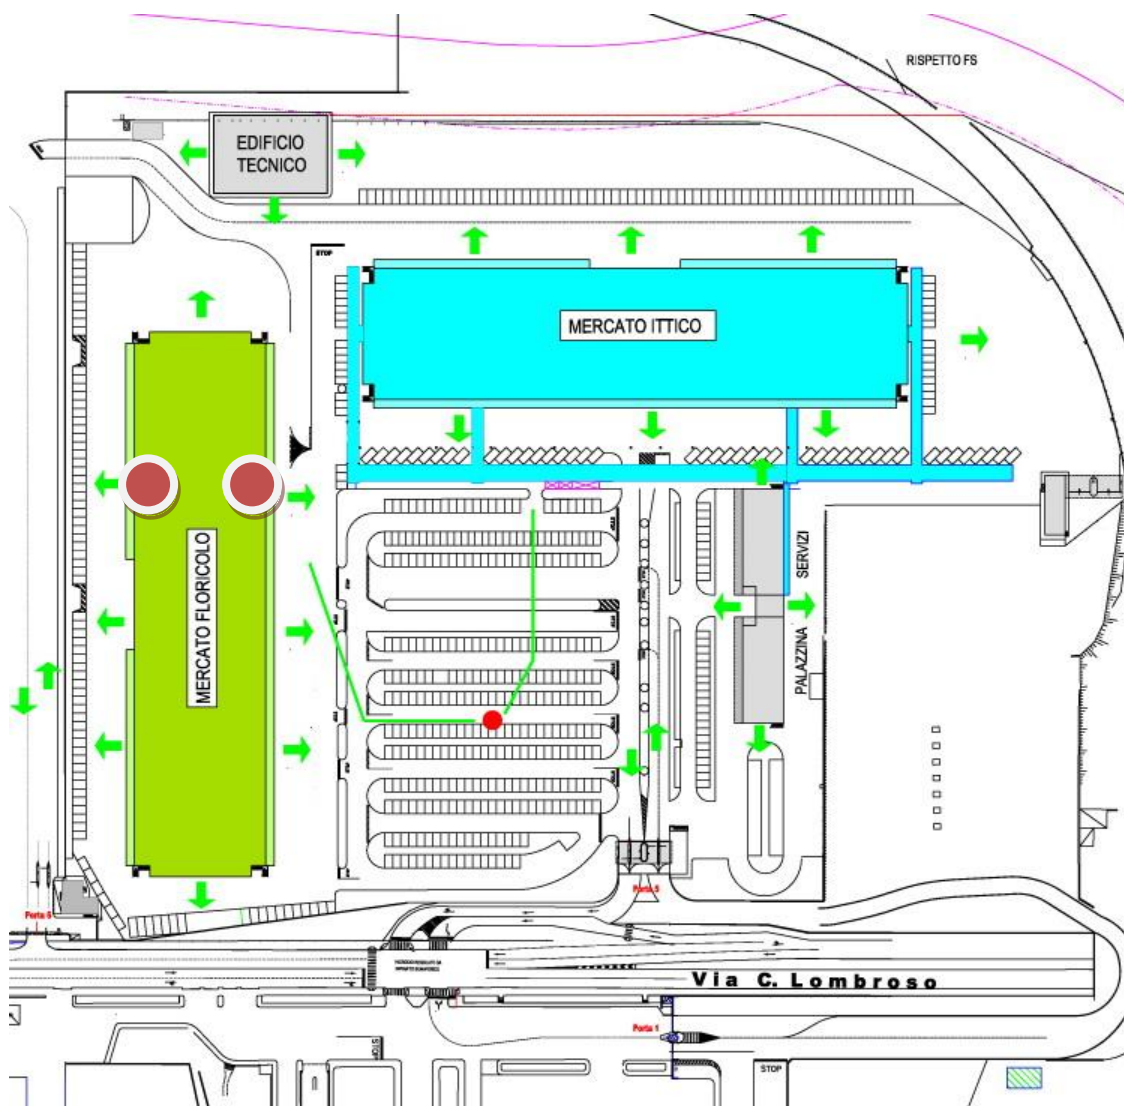 RISPETTO FS
EDIFICIO
TECNICO
STOP
MERCATO ITTICO
MERCATO FLORICOLO
PALAZZINA SERVIZI
Porta 5
Porta 6
Via C. Lombroso
Porta 1
STOP
STOP